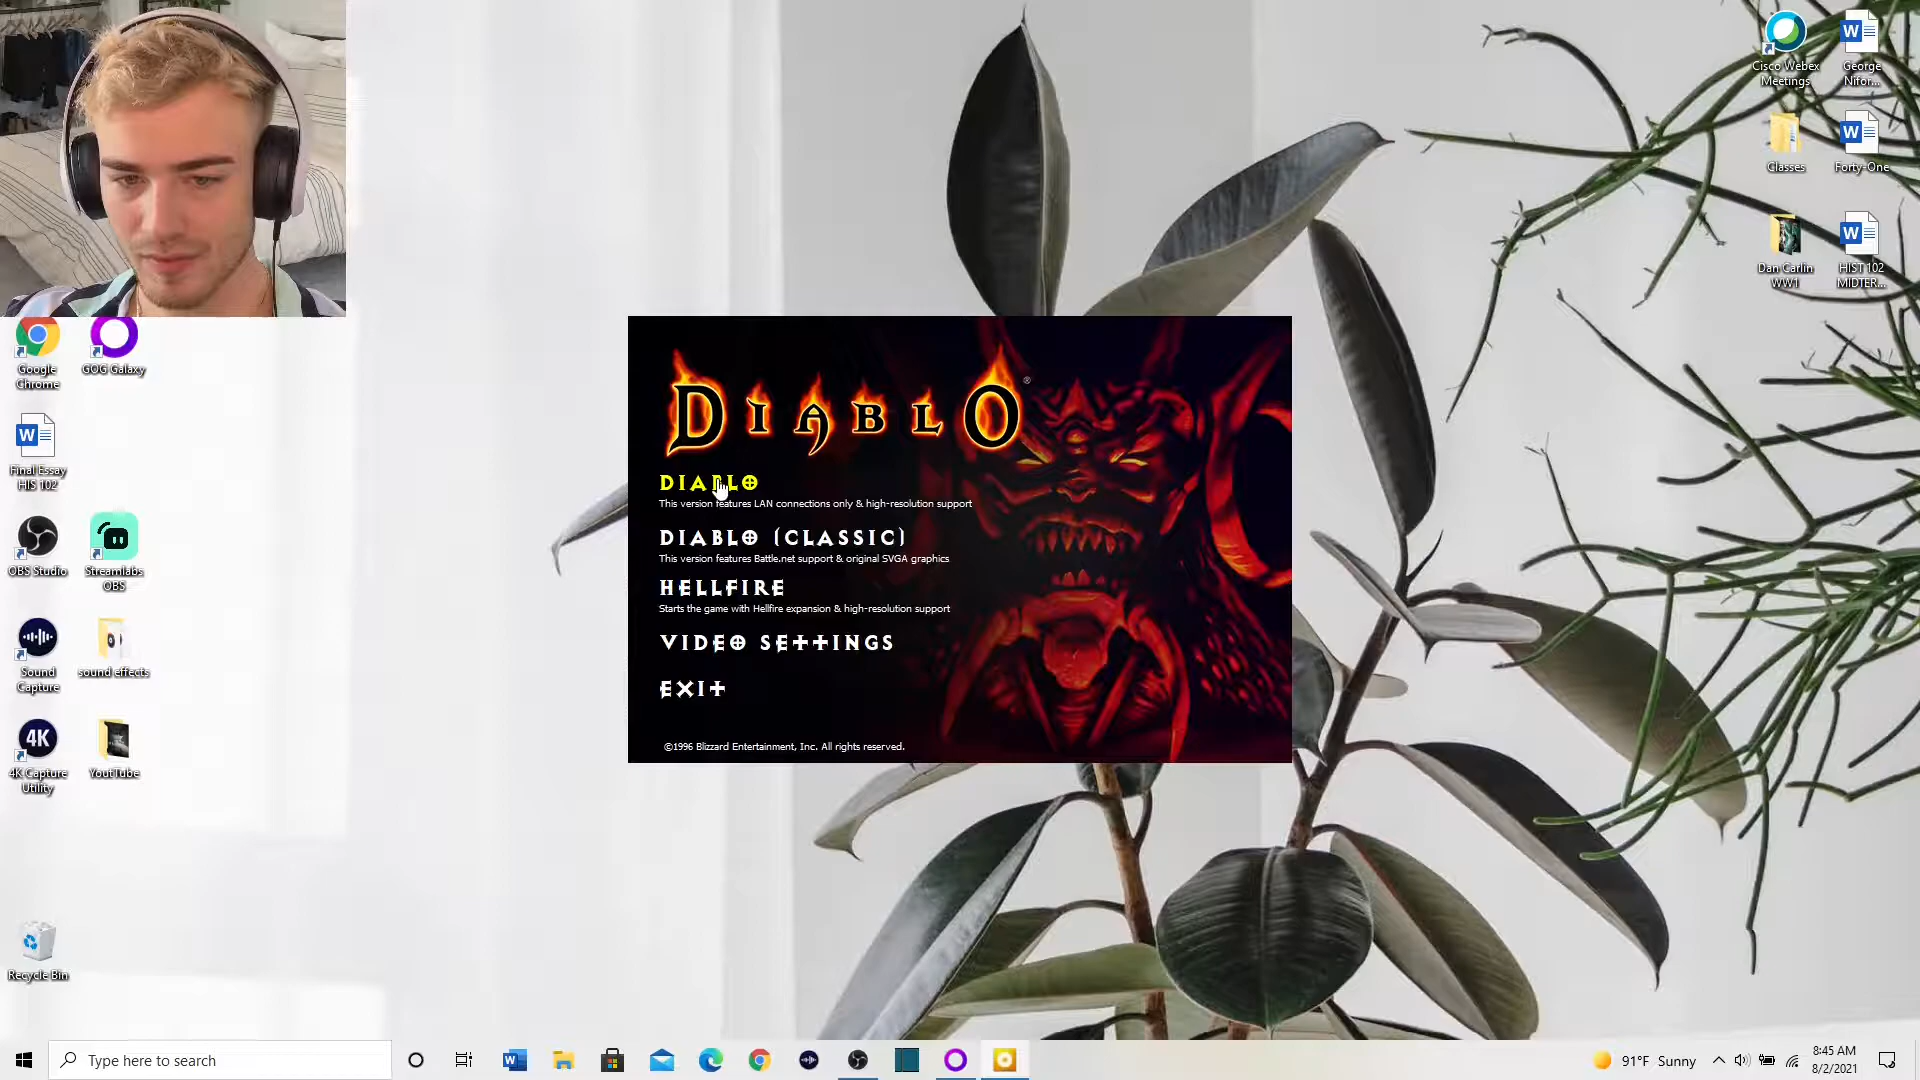 Cisco Webex
Meetings
George
Nifor...
Classes
Forty-One
Dan Carlin
WW1
HIST 102
MIDTER...
Google
Chrome
GOG Galaxy
Final Essay
HIS 102
OBS Studio
Streamlabs
OBS
Sound
Capture
sound effects
4K
4K Capture
Utility
YouTube
Recycle Bin
DIABLO
®
DIABLO
This version features LAN connections only & high-resolution support
DIABLO (CLASSIC)
This version features Battle.net support & original SVGA graphics
HELLFIRE
Starts the game with Hellfire expansion & high-resolution support
VIDEO SETTINGS
EXIT
©1996 Blizzard Entertainment, Inc. All rights reserved.
Type here to search
91°F Sunny
8:45 AM
8/2/2021